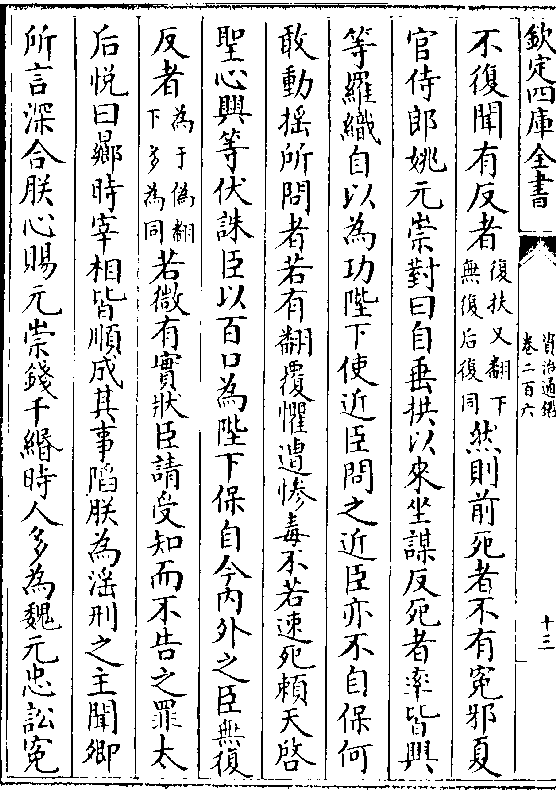 欽定四庫全書
資治通鑑
卷二百六
十三
不復聞有反者復扶又翻下
無復后復同然則前死者不有冤邪夏
官侍郎姚元崇對曰自垂拱以來坐謀反死者率皆興
等羅織自以為功陛下使近臣問之近臣亦不自保何
敢動揺所問者若有翻覆懼遭惨毒不若速死賴天啓
聖心興等伏誅臣以百口為陛下保自今内外之臣無復
反者為于偽翻
下多為同若微有實狀臣請受知而不告之罪太
后悦曰曏時宰相皆順成其事䧟朕為淫刑之主聞卿
所言深合朕心賜元崇錢千緡時人多為魏元忠訟冤